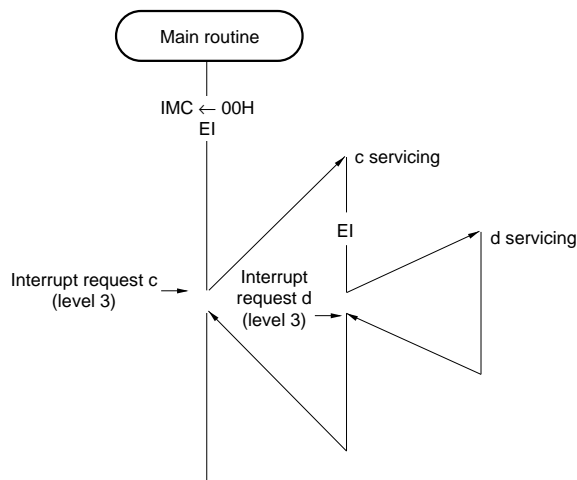 Main routine
IMC ← 00H
EI
c servicing
EI
d servicing
Interrupt request c
(level 3)
Interrupt
request d
(level 3)